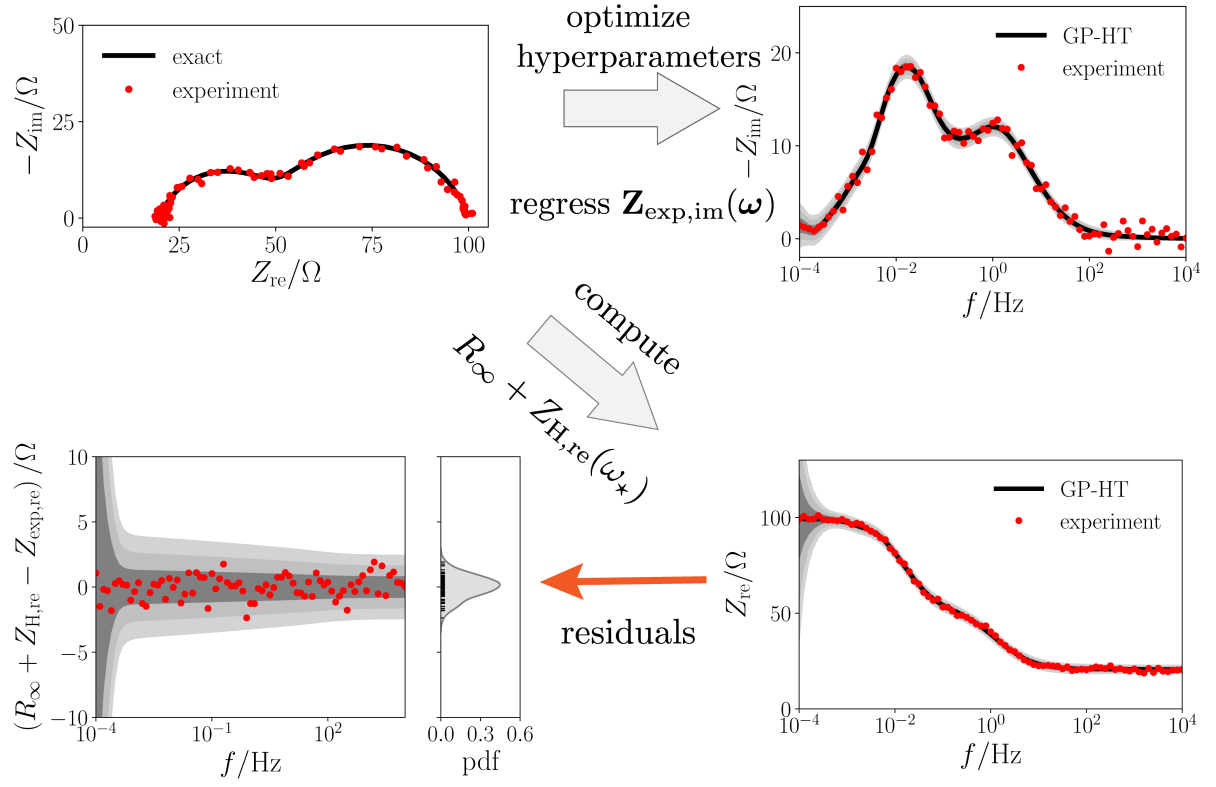 50
25
0
−Z_im/Ω
exact
experiment
0 25 50 75 100
Z_re/Ω
optimize
hyperparameters
regress Z_exp,im(ω)
20
10
0
−Z_im/Ω
GP-HT
experiment
10^−4 10^−2 10^0 10^2 10^4
f/Hz
compute
R_∞ + Z_H,re(ω_⋆)
10
5
0
−5
−10
(R_∞ + Z_H,re − Z_exp,re) /Ω
10^−4 10^−1 10^2
f/Hz
0.0 0.3 0.6
pdf
residuals
100
50
0
Z_re/Ω
GP-HT
experiment
10^−4 10^−2 10^0 10^2 10^4
f/Hz